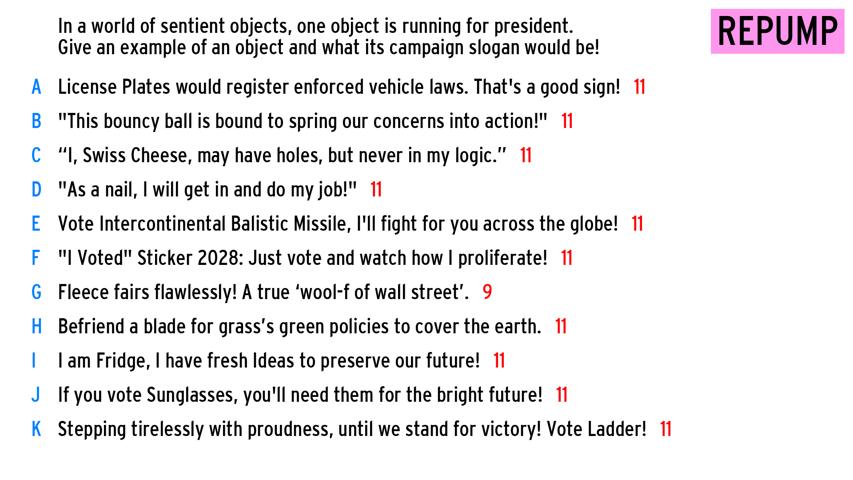 In a world of sentient objects, one object is running for president.
Give an example of an object and what its campaign slogan would be!
REPUMP
A License Plates would register enforced vehicle laws. That's a good sign! 11
B "This bouncy ball is bound to spring our concerns into action!" 11
C “I, Swiss Cheese, may have holes, but never in my logic.” 11
D "As a nail, I will get in and do my job!" 11
E Vote Intercontinental Balistic Missile, I'll fight for you across the globe! 11
F "I Voted" Sticker 2028: Just vote and watch how I proliferate! 11
G Fleece fairs flawlessly! A true ‘wool-f of wall street’. 9
H Befriend a blade for grass’s green policies to cover the earth. 11
I I am Fridge, I have fresh Ideas to preserve our future! 11
J If you vote Sunglasses, you'll need them for the bright future! 11
K Stepping tirelessly with proudness, until we stand for victory! Vote Ladder! 11